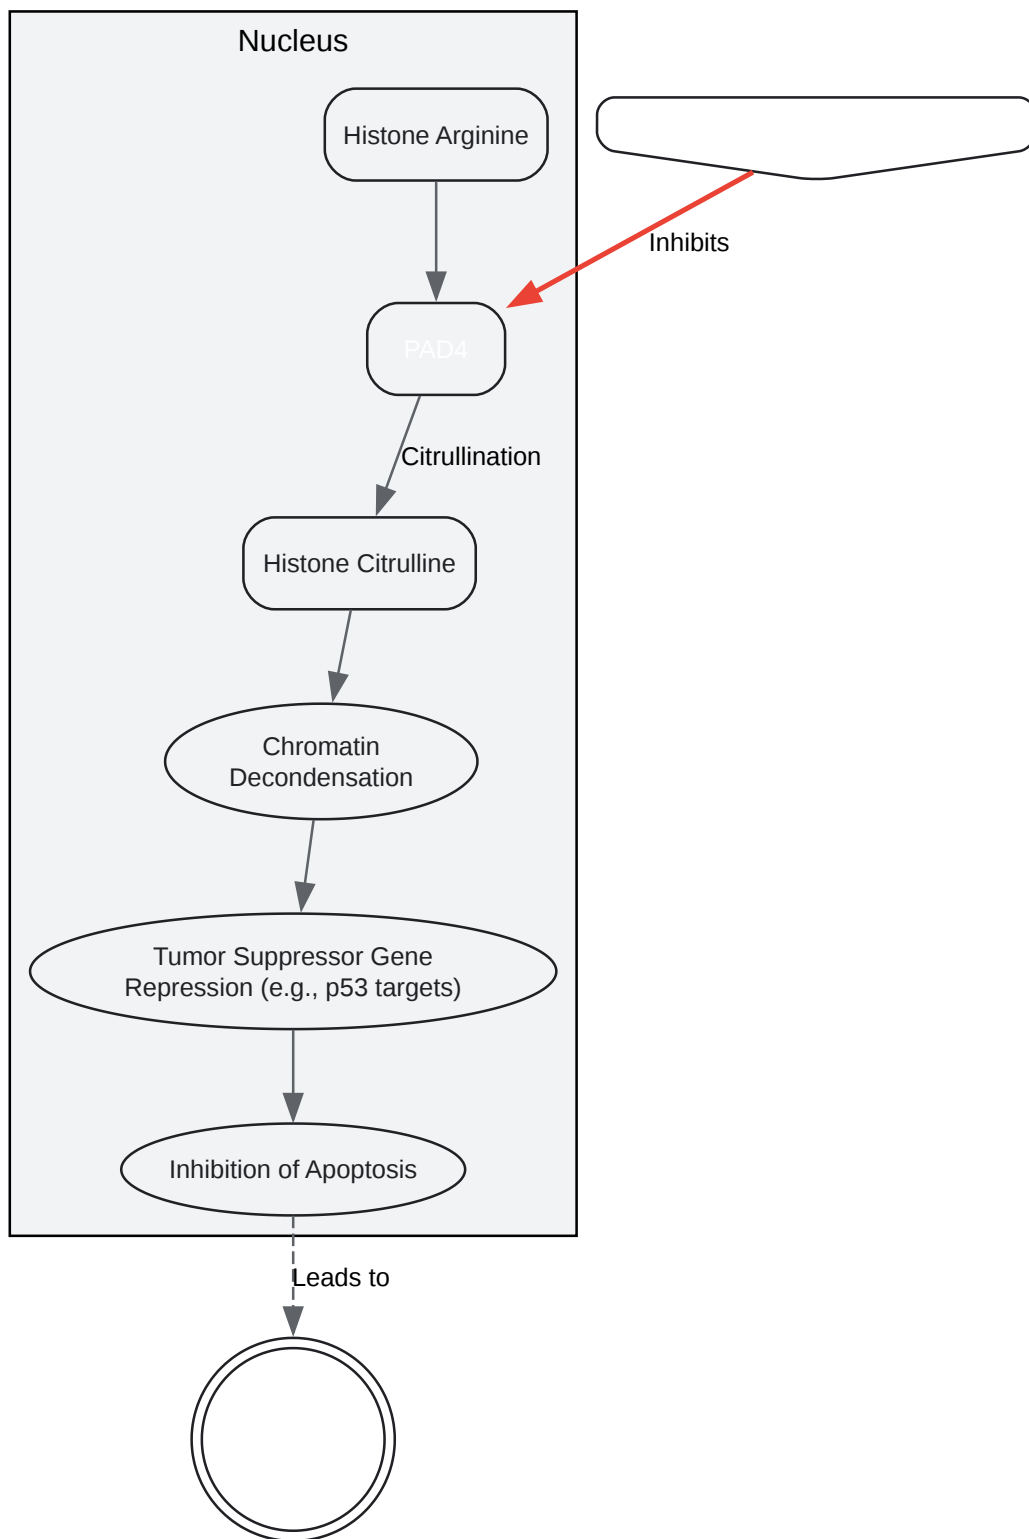 Nucleus
Histone Arginine
Inhibits
PAD4
Citrullination
Histone Citrulline
Chromatin
Decondensation
Tumor Suppressor Gene
Repression (e.g., p53 targets)
Inhibition of Apoptosis
Leads to